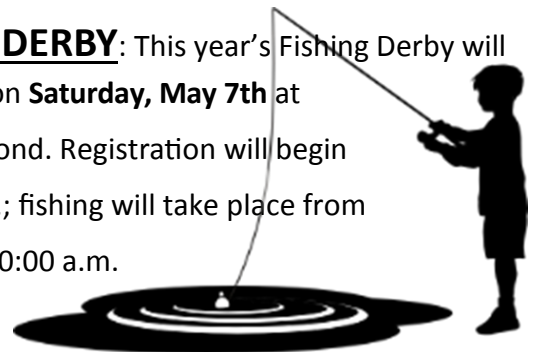 DERBY: This year's Fishing Derby will
on Saturday, May 7th at
ond. Registration will begin
; fishing will take place from
0:00 a.m.